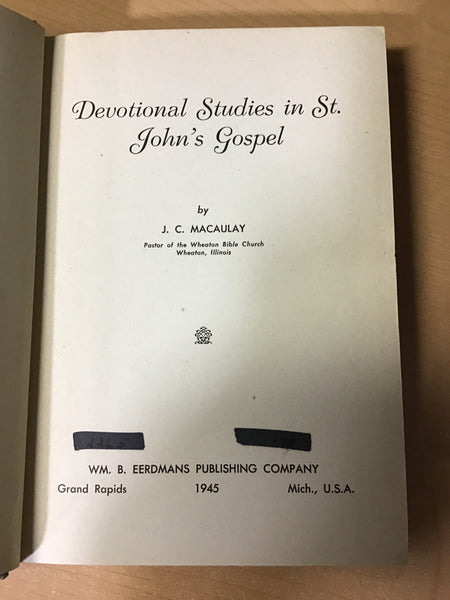 Devotional Studies in St.
John's Gospel
by
J. C. MACAULAY
Pastor of the Wheaton Bible Church
Wheaton, Illinois
WM. B. EERDMANS PUBLISHING COMPANY
Grand Rapids 1945 Mich., U.S.A.